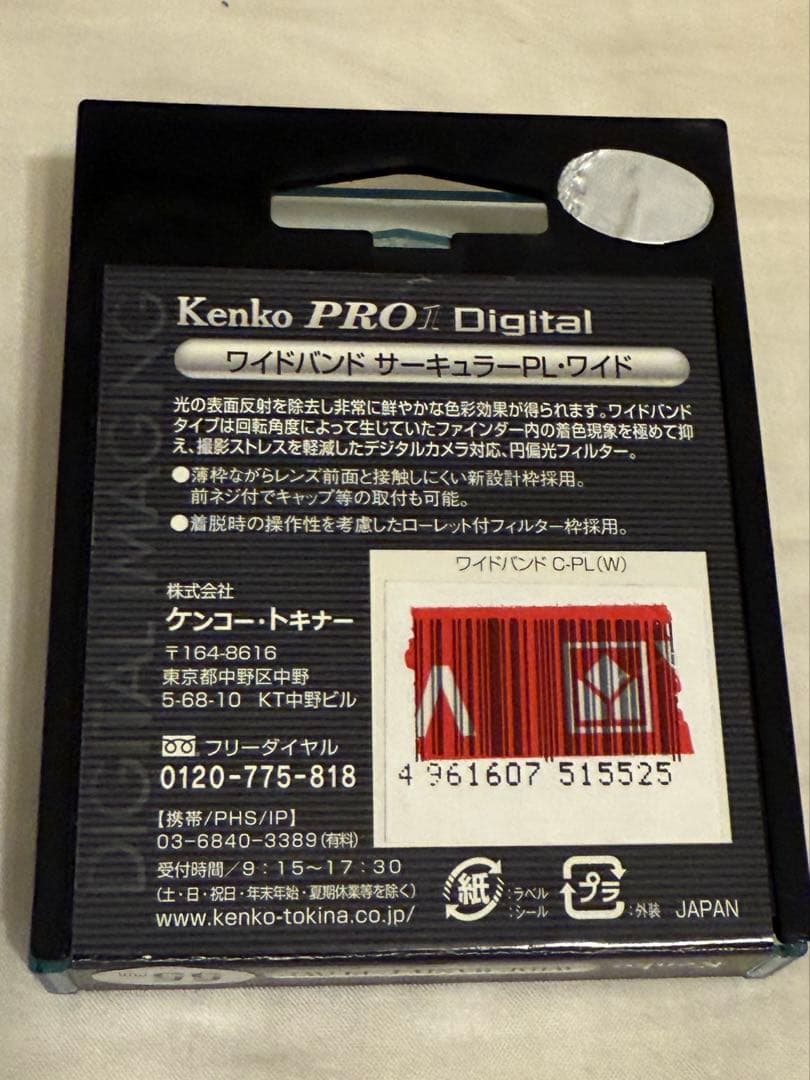 Kenko PRO1 Digital
ワイドバンド サーキュラーPL・ワイド
光の表面反射を除去し非常に鮮やかな色彩効果が得られます。ワイドバンド
タイプは回転角度によって生じていたファインダー内の着色現象を極めて抑
え、撮影ストレスを軽減したデジタルカメラ対応、円偏光フィルター。
●薄枠ながらレンズ前面と接触しにくい新設計枠採用。
前ネジ付でキャップ等の取付も可能。
●着脱時の操作性を考慮したローレット付フィルター枠採用。
ワイドバンド C-PL(W)
株式会社
ケンコー・トキナー
〒164-8616
東京都中野区中野
5-68-10 KT中野ビル
フリーダイヤル
0120-775-818
4 961607 515525
【携帯/PHS/IP】
03-6840-3389(有料)
受付時間/9:15～17:30
(土・日・祝日・年末年始・夏期休業等を除く)
www.kenko-tokina.co.jp/
紙
:ラベル
:シール
プラ
:外装
JAPAN
DIGITAL IMAGING
55mm